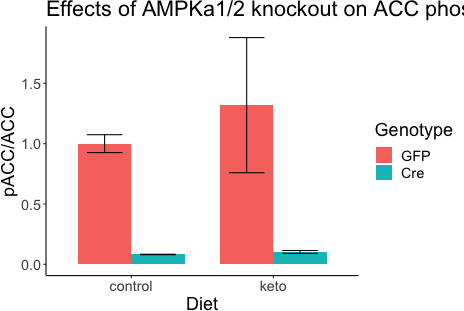 Effects of AMPKa1/2 knockout on ACC phos
pACC/ACC
1.5
1.0
0.5
0.0
control
keto
Diet
Genotype
GFP
Cre